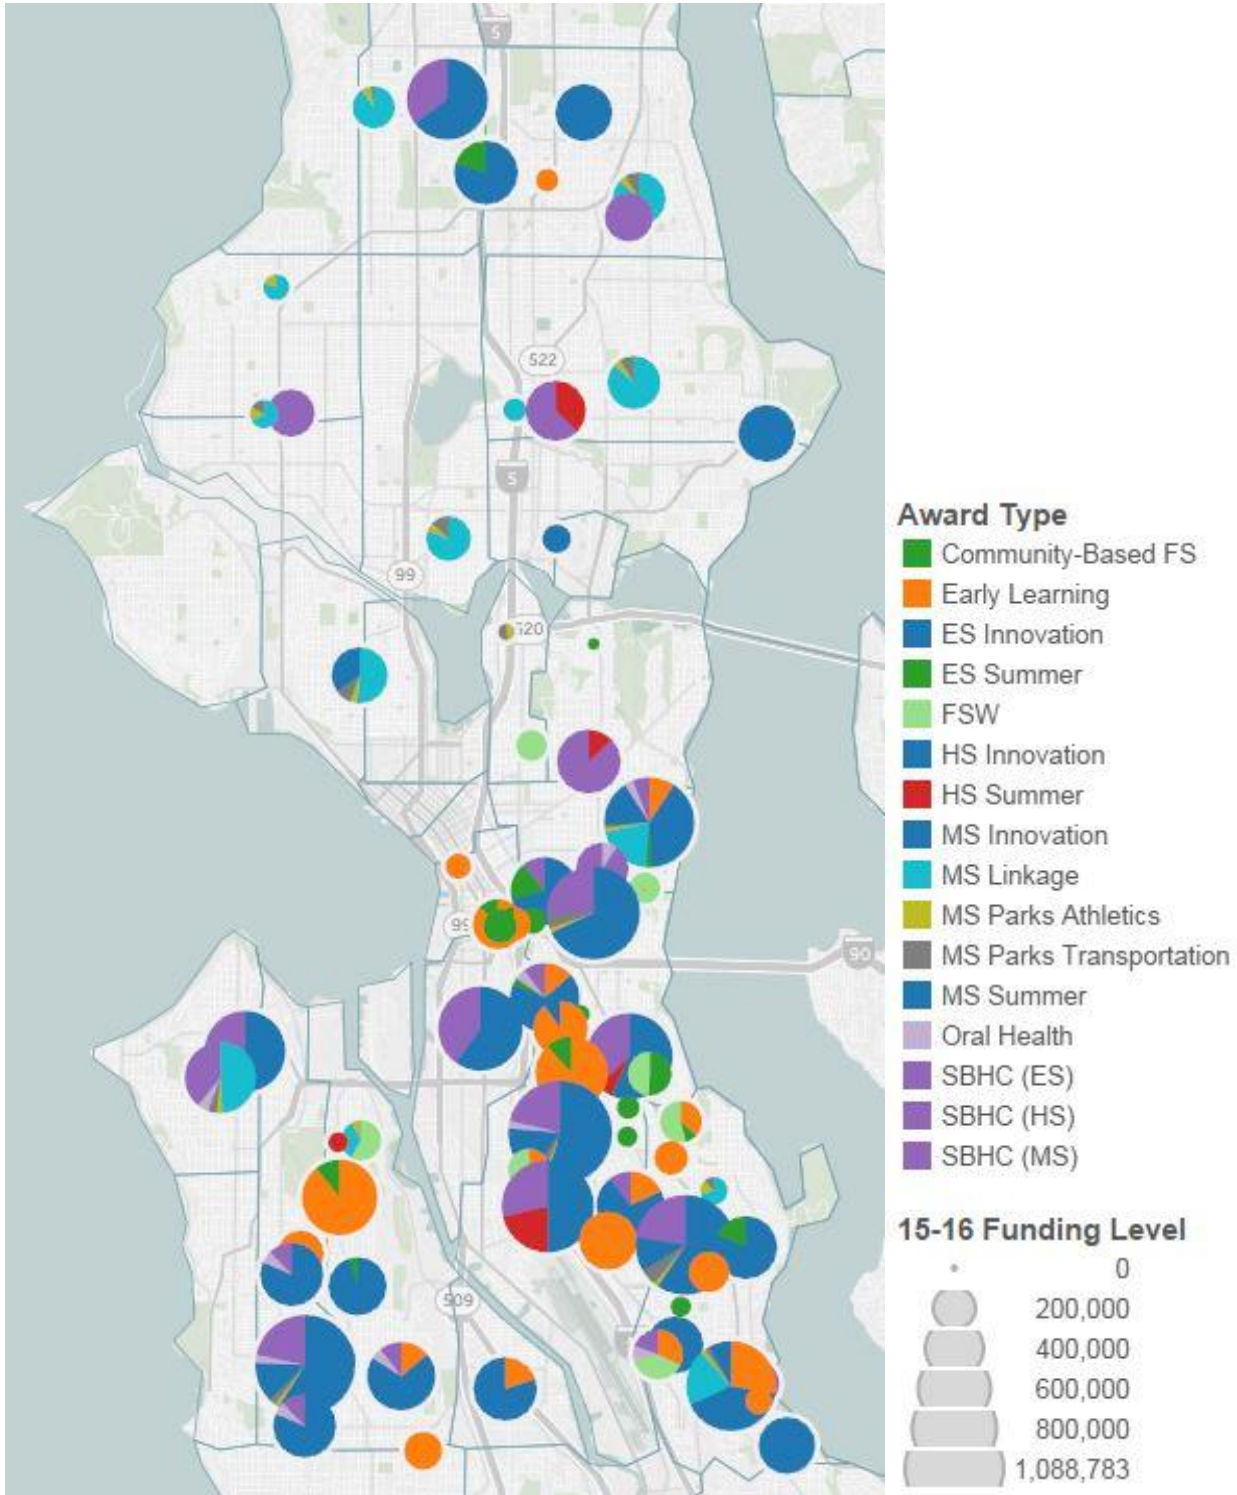 5
522
5
99
520
99
90
509
Award Type
Community-Based FS
Early Learning
ES Innovation
ES Summer
FSW
HS Innovation
HS Summer
MS Innovation
MS Linkage
MS Parks Athletics
MS Parks Transportation
MS Summer
Oral Health
SBHC (ES)
SBHC (HS)
SBHC (MS)
15-16 Funding Level
0
200,000
400,000
600,000
800,000
1,088,783